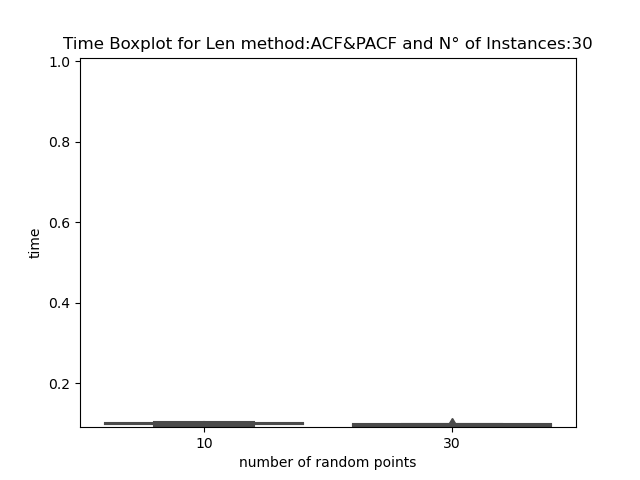 Time Boxplot for Len method:ACF&PACF and N° of Instances:30
1.0
0.8
0.6
0.4
0.2
time
10
30
number of random points